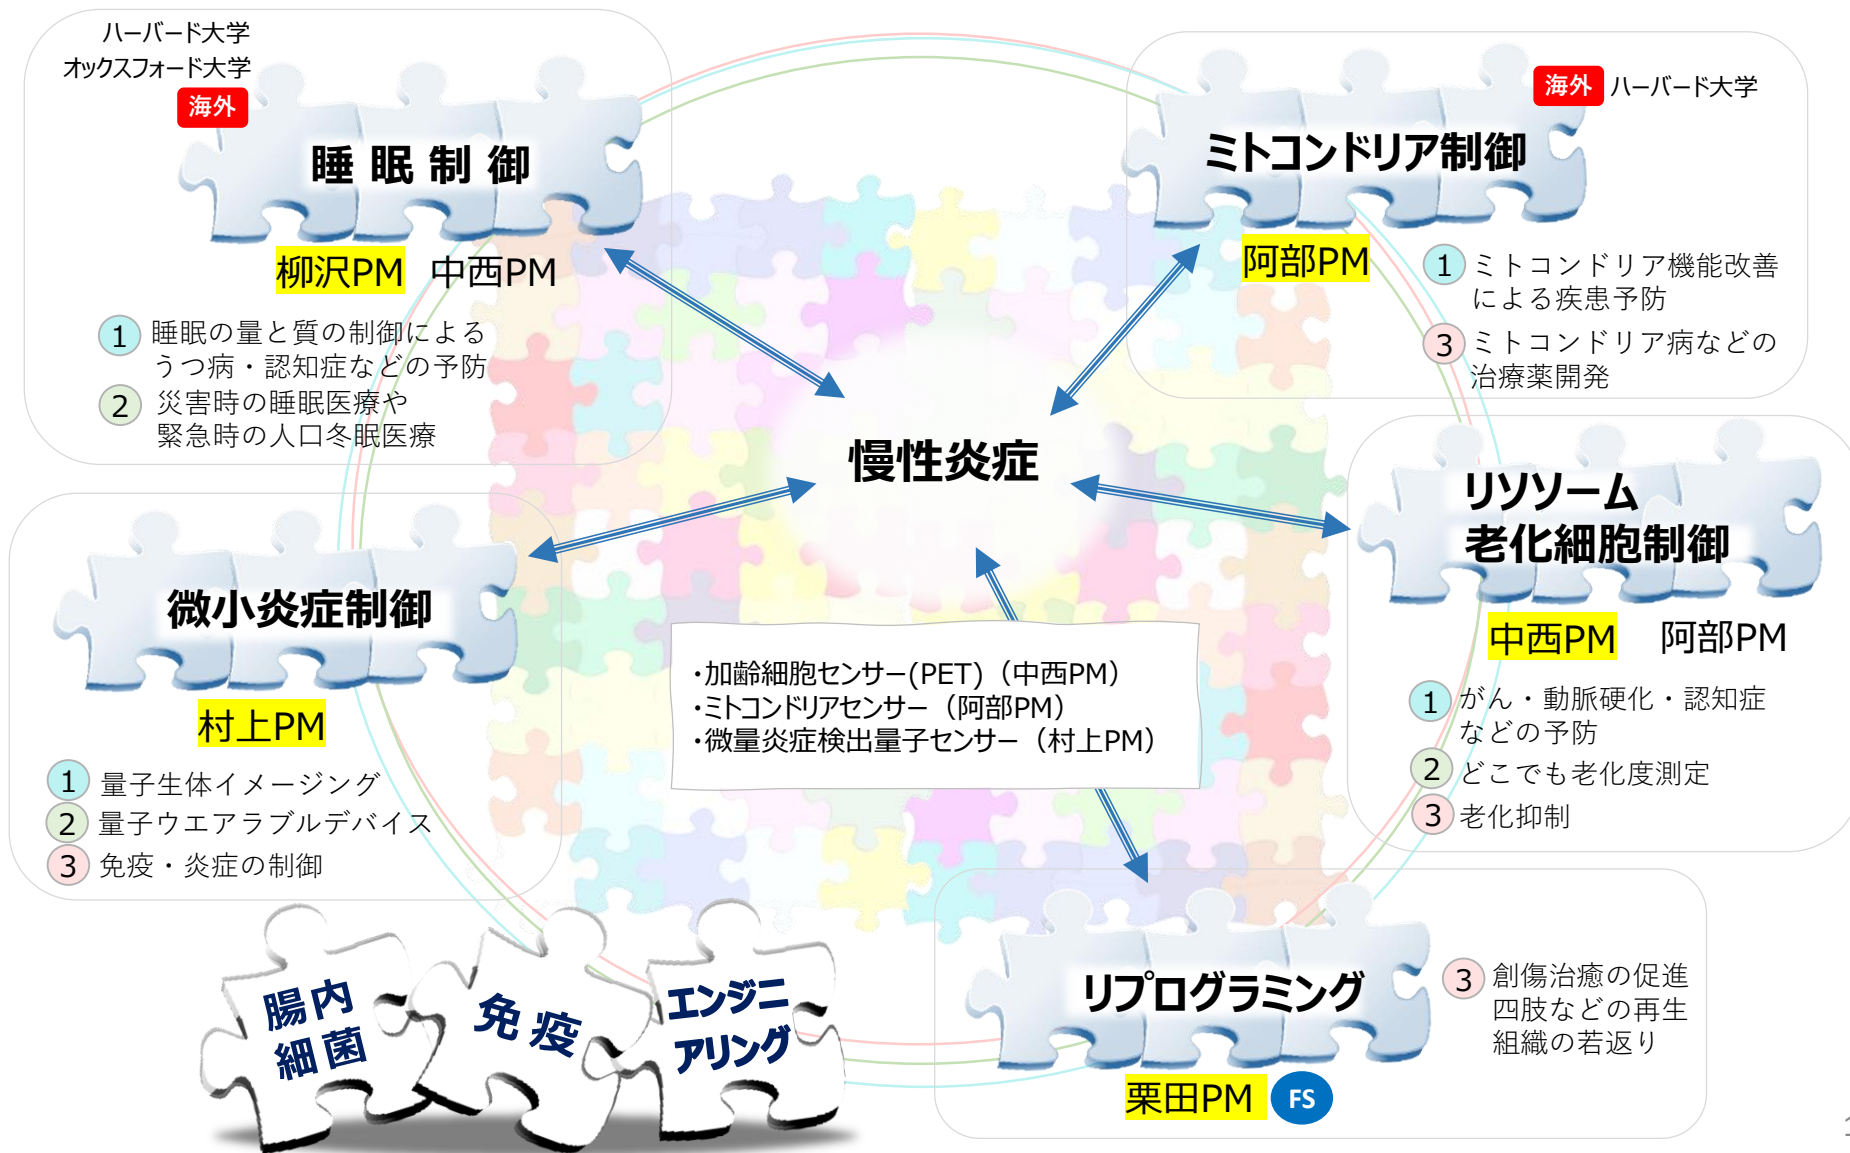 ハーバード大学
オックスフォード大学
海外
睡眠制御
柳沢PM 中西PM
1 睡眠の量と質の制御による
うつ病・認知症などの予防
2 災害時の睡眠医療や
緊急時の人口冬眠医療
海外 ハーバード大学
ミトコンドリア制御
阿部PM
1 ミトコンドリア機能改善
による疾患予防
3 ミトコンドリア病などの
治療薬開発
慢性炎症
リソソーム
老化細胞制御
中西PM 阿部PM
1 がん・動脈硬化・認知症
などの予防
2 どこでも老化度測定
3 老化抑制
微小炎症制御
村上PM
1 量子生体イメージング
2 量子ウエアラブルデバイス
3 免疫・炎症の制御
・加齢細胞センサー(PET)（中西PM）
・ミトコンドリアセンサー（阿部PM）
・微量炎症検出量子センサー（村上PM）
腸内
細菌
免疫
エンジニ
アリング
リプログラミング
栗田PM FS
3 創傷治癒の促進
四肢などの再生
組織の若返り